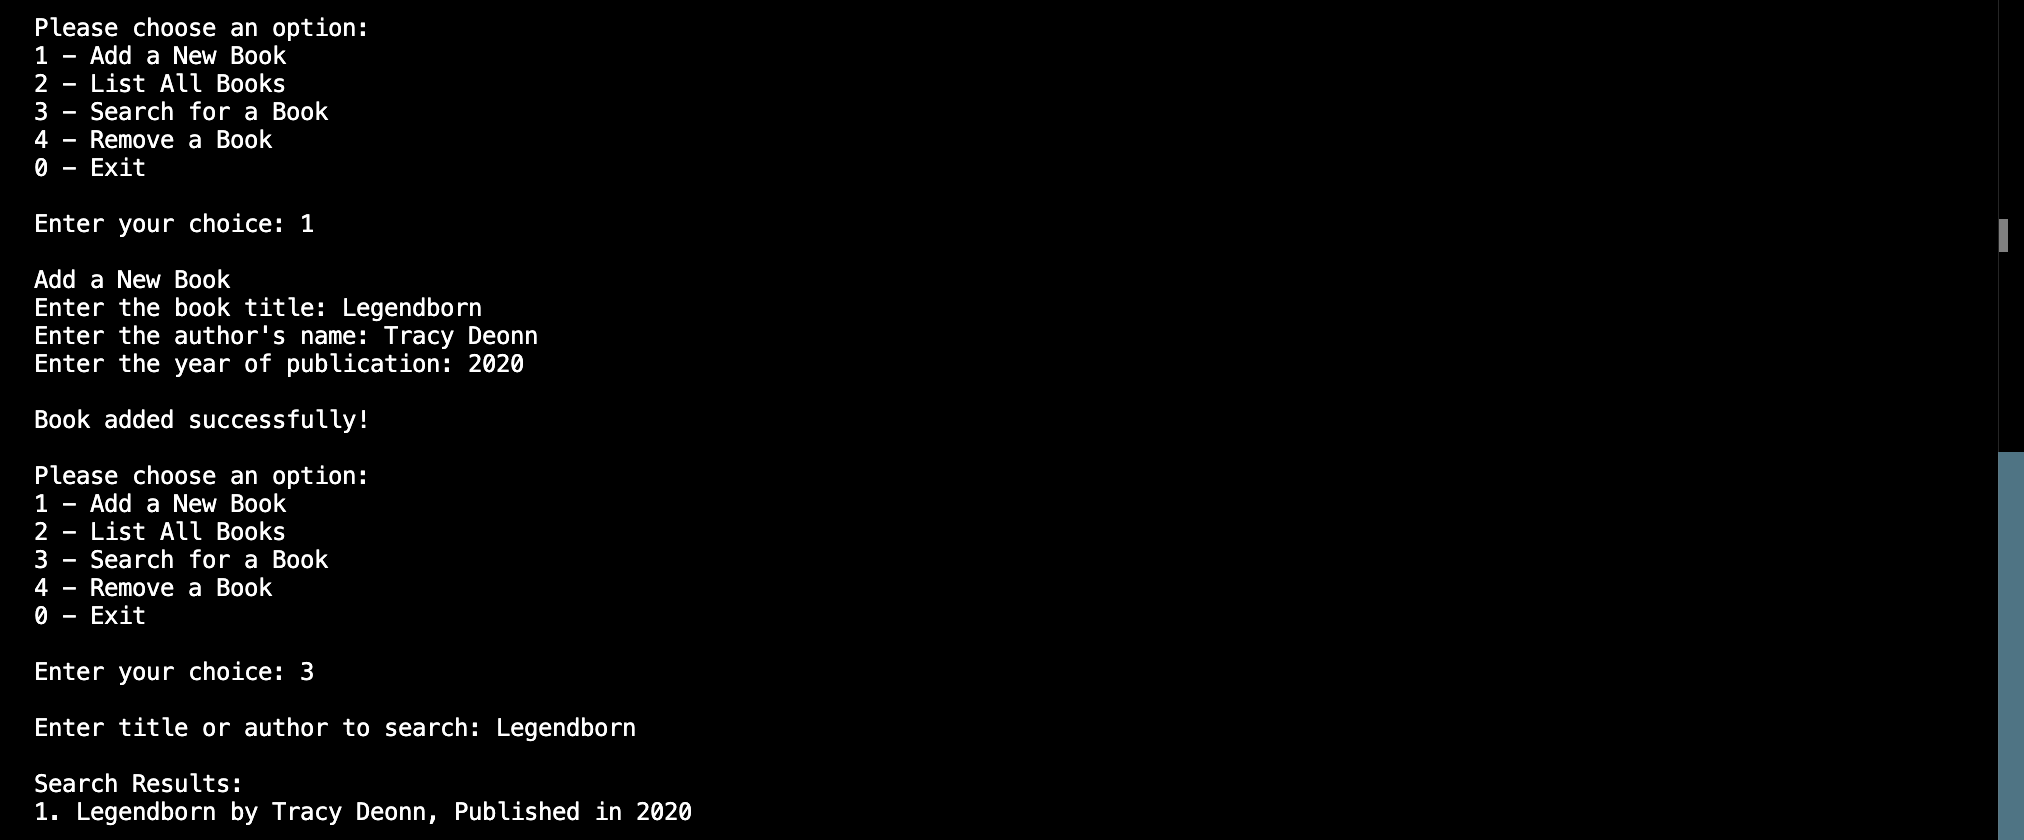 Please choose an option:
1 – Add a New Book
2 – List All Books
3 – Search for a Book
4 – Remove a Book
0 – Exit
Enter your choice: 1
Add a New Book
Enter the book title: Legendborn
Enter the author's name: Tracy Deonn
Enter the year of publication: 2020
Book added successfully!
Please choose an option:
1 – Add a New Book
2 – List All Books
3 – Search for a Book
4 – Remove a Book
0 – Exit
Enter your choice: 3
Enter title or author to search: Legendborn
Search Results:
1. Legendborn by Tracy Deonn, Published in 2020